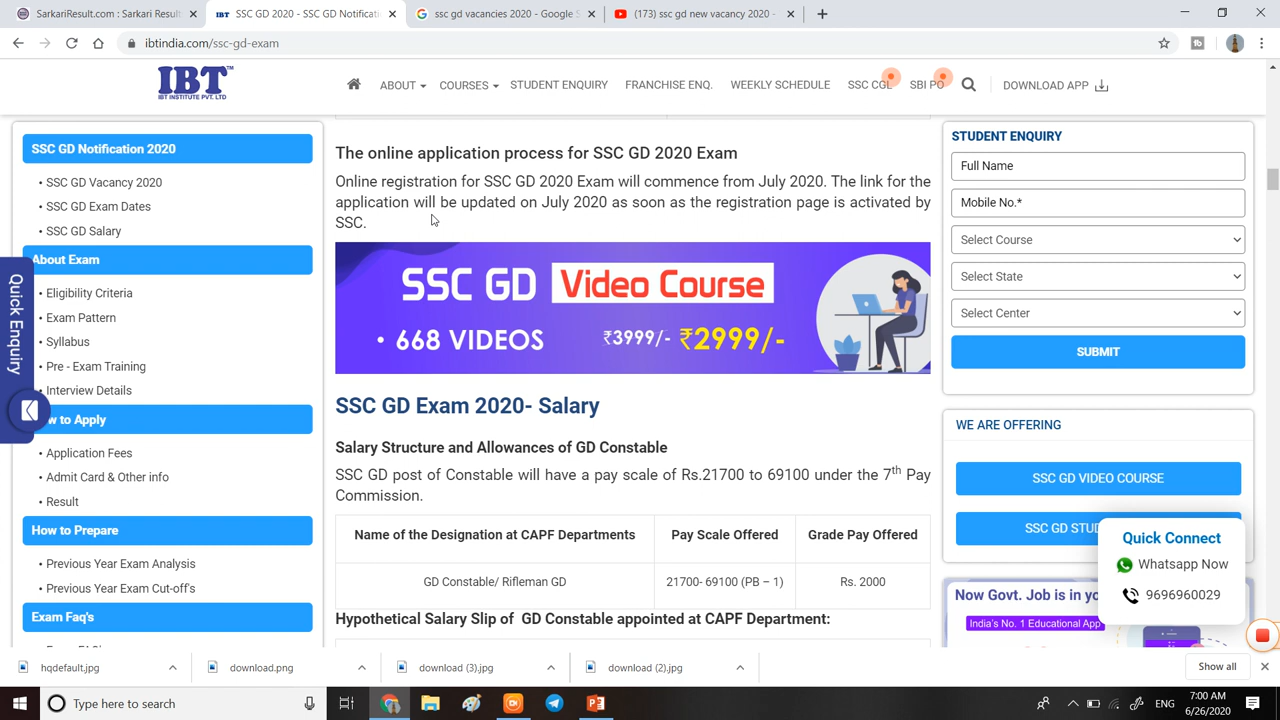 SarkariResult.com : Sarkari Resul
IBT SSC GD 2020 - SSC GD Notificati
ssc gd vacancies 2020 - Google S
(173) ssc gd new vacancy 2020 -
ibtindia.com/ssc-gd-exam
IBT™
IBT INSTITUTE PVT. LTD
ABOUT
COURSES
STUDENT ENQUIRY
FRANCHISE ENQ.
WEEKLY SCHEDULE
SSC CGL
SBI PO
DOWNLOAD APP
Quick Enquiry
SSC GD Notification 2020
• SSC GD Vacancy 2020
• SSC GD Exam Dates
• SSC GD Salary
About Exam
• Eligibility Criteria
• Exam Pattern
• Syllabus
• Pre - Exam Training
• Interview Details
to Apply
• Application Fees
• Admit Card & Other info
• Result
How to Prepare
• Previous Year Exam Analysis
• Previous Year Exam Cut-off's
Exam Faq's
The online application process for SSC GD 2020 Exam
Online registration for SSC GD 2020 Exam will commence from July 2020. The link for the
application will be updated on July 2020 as soon as the registration page is activated by
SSC.
SSC GD Video Course
• 668 VIDEOS ₹3999/- ₹2999/-
SSC GD Exam 2020- Salary
Salary Structure and Allowances of GD Constable
SSC GD post of Constable will have a pay scale of Rs.21700 to 69100 under the 7th Pay
Commission.
Name of the Designation at CAPF Departments Pay Scale Offered Grade Pay Offered
GD Constable/ Rifleman GD 21700- 69100 (PB – 1) Rs. 2000
Hypothetical Salary Slip of GD Constable appointed at CAPF Department:
STUDENT ENQUIRY
Full Name
Mobile No.*
Select Course
Select State
Select Center
SUBMIT
WE ARE OFFERING
SSC GD VIDEO COURSE
SSC GD
Quick Connect
Whatsapp Now
9696960029
Now Govt. Job is in
India's No. 1 Educational App
hqdefault.jpg
download.png
download (3).jpg
download (2).jpg
Show all
Type here to search
ENG
7:00 AM
6/26/2020